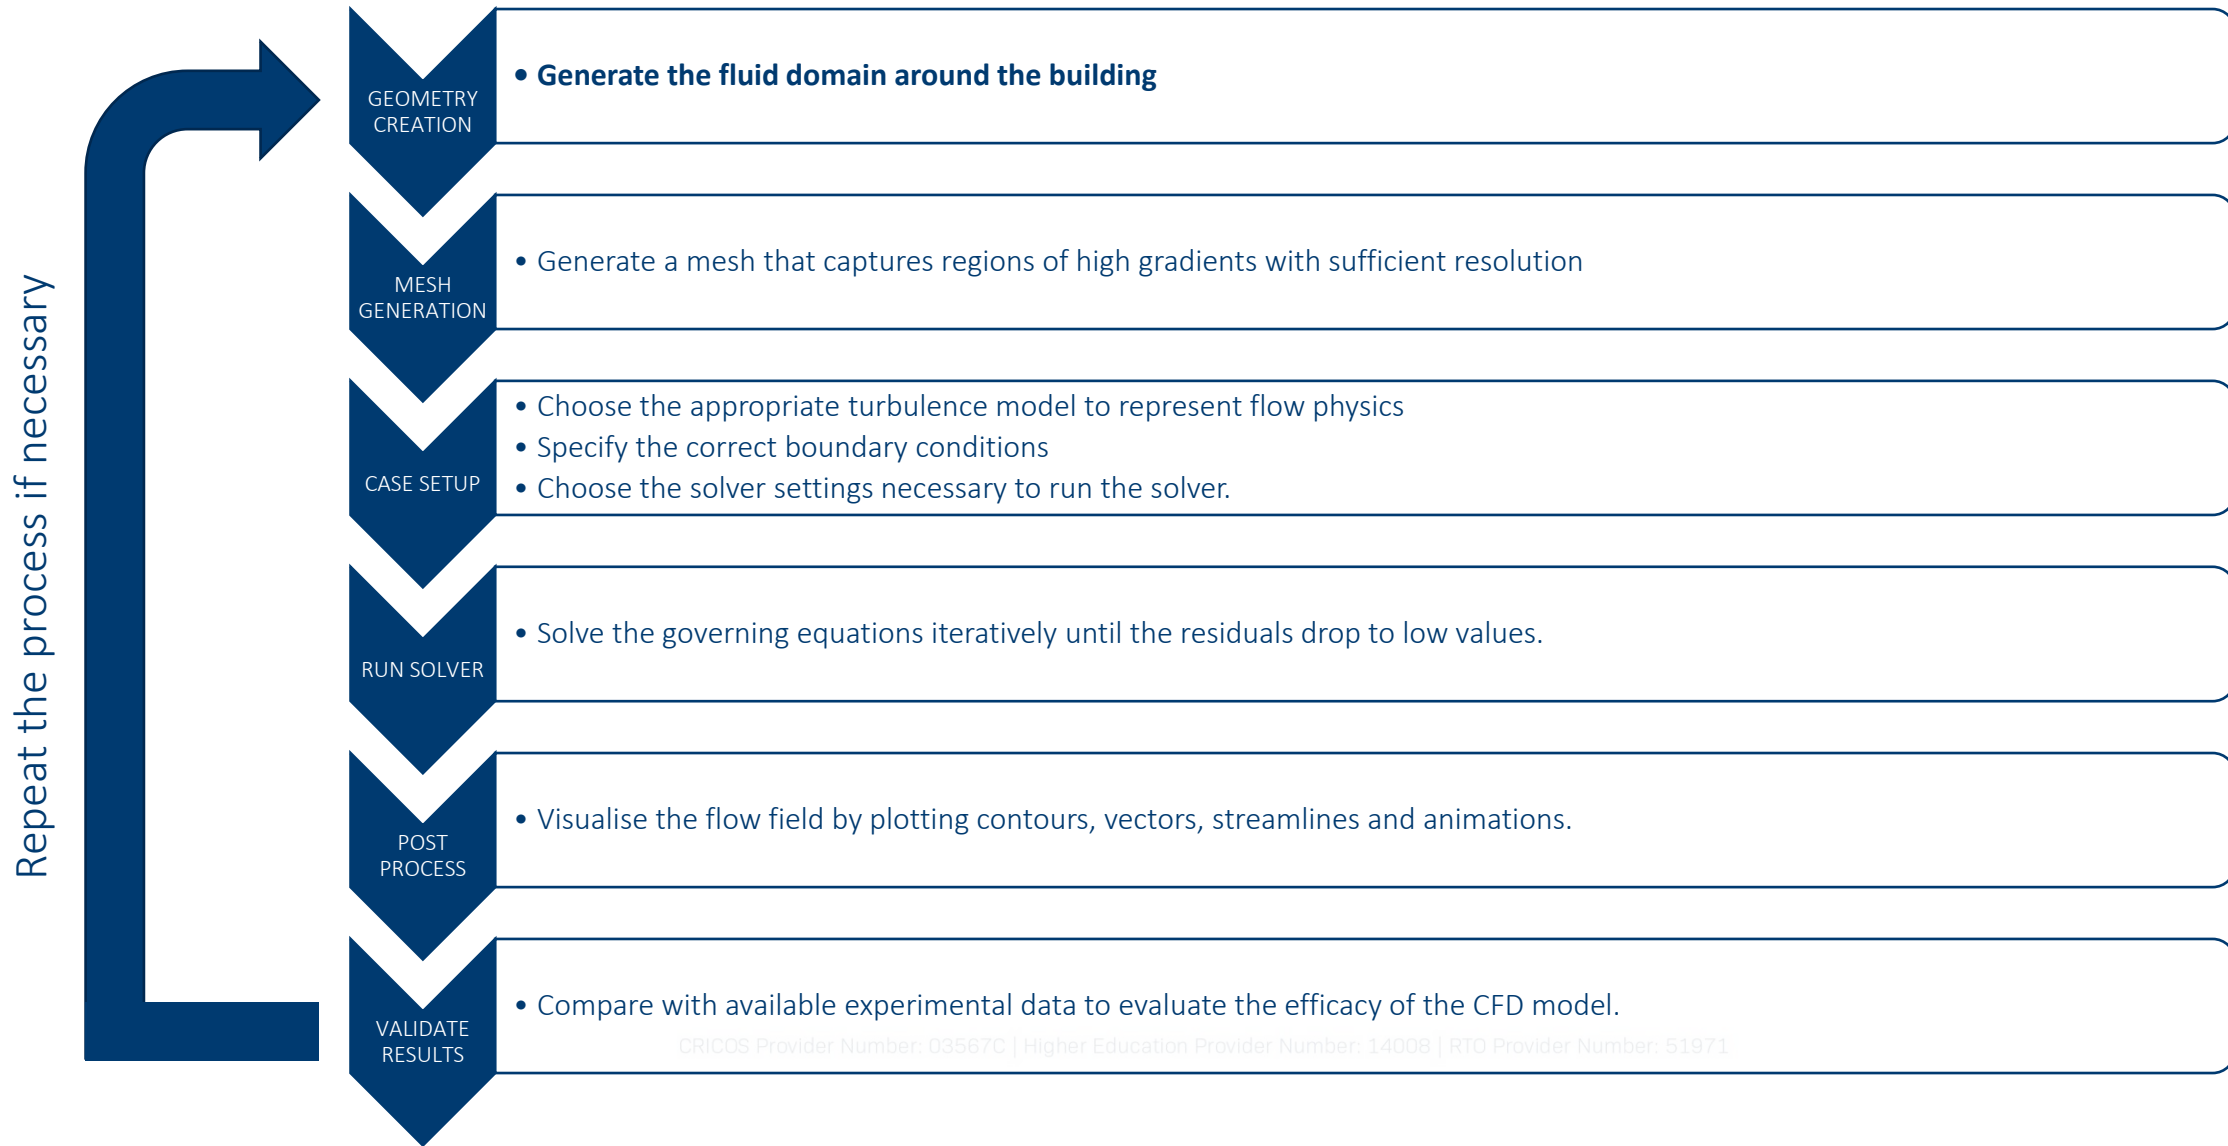 Repeat the process if necessary
GEOMETRY
CREATION
• Generate the fluid domain around the building
MESH
GENERATION
• Generate a mesh that captures regions of high gradients with sufficient resolution
CASE SETUP
• Choose the appropriate turbulence model to represent flow physics
• Specify the correct boundary conditions
• Choose the solver settings necessary to run the solver.
RUN SOLVER
• Solve the governing equations iteratively until the residuals drop to low values.
POST
PROCESS
• Visualise the flow field by plotting contours, vectors, streamlines and animations.
VALIDATE
RESULTS
• Compare with available experimental data to evaluate the efficacy of the CFD model.
CRICOS Provider Number: 03567C | Higher Education Provider Number: 14008 | RTO Provider Number: 51971